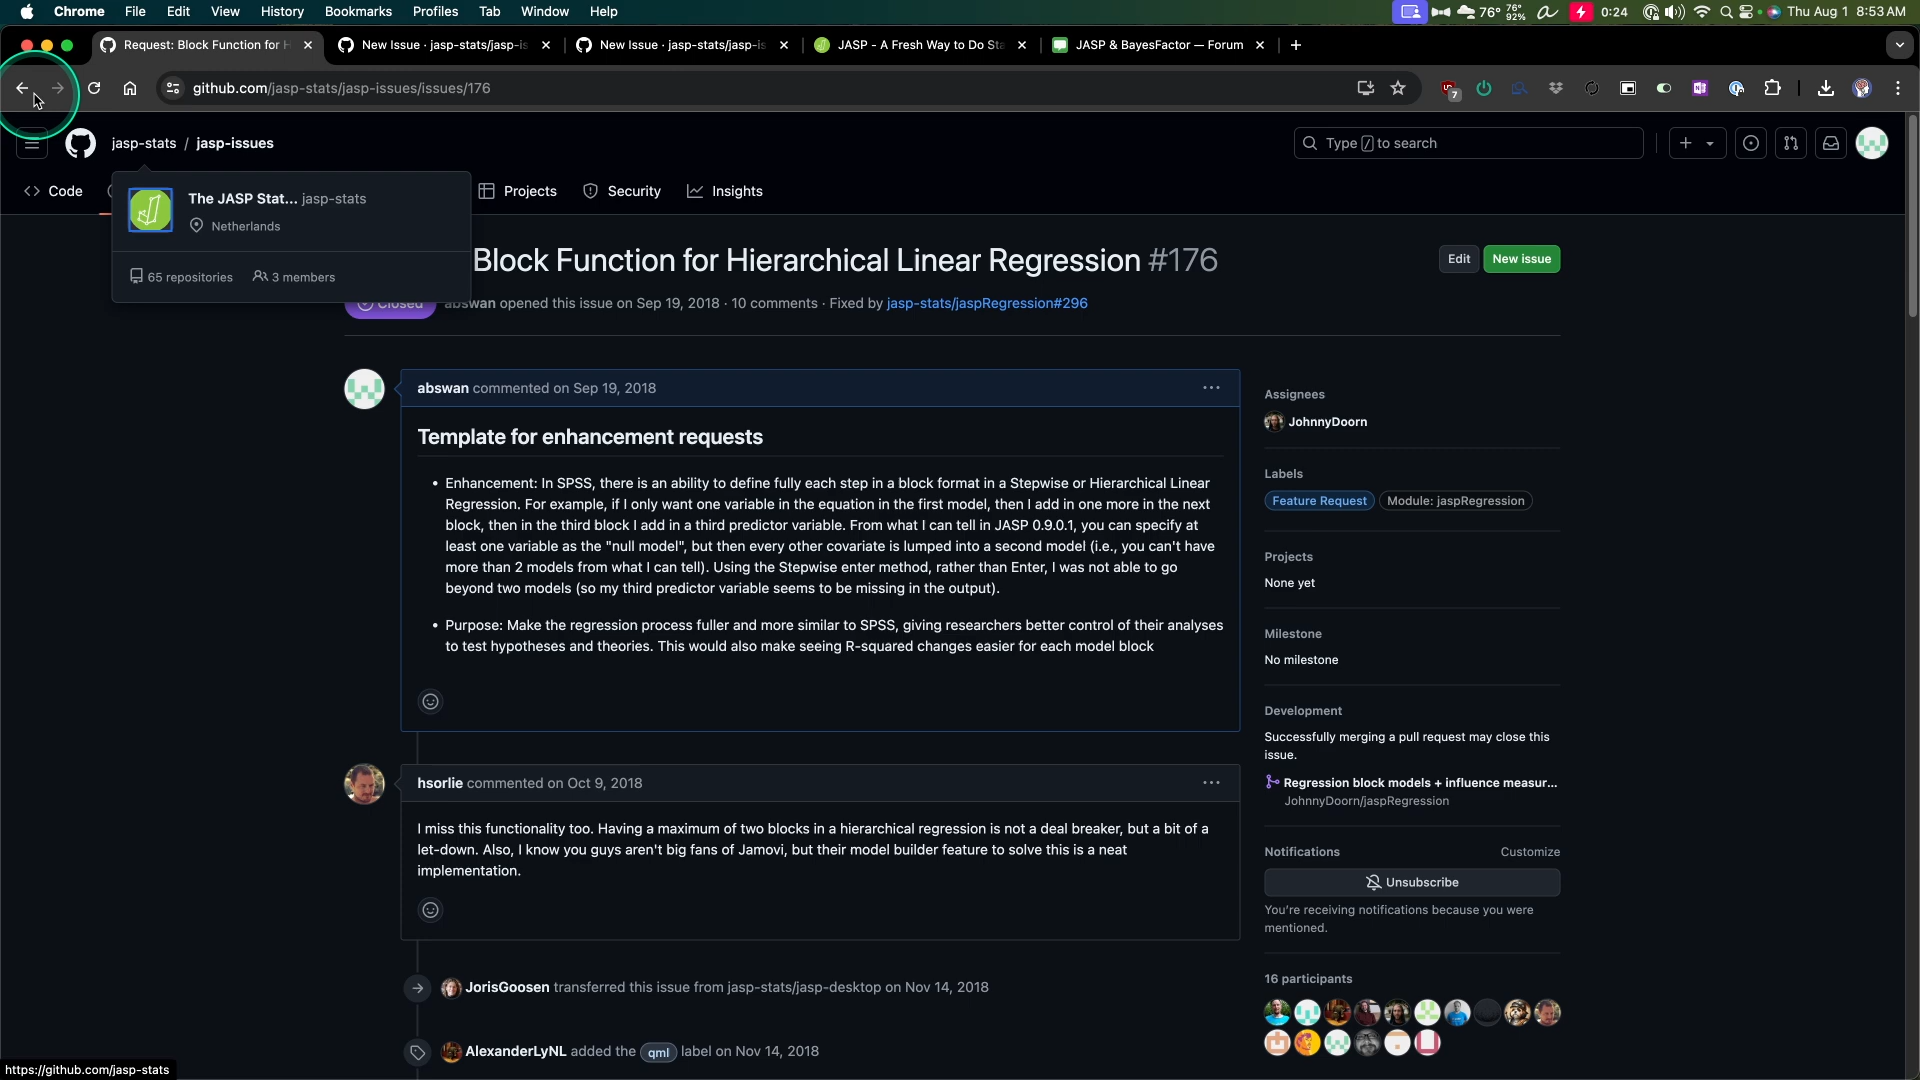 Chrome File Edit View History Bookmarks Profiles Tab Window Help 76° 76° 92% 0:24 Thu Aug 1 8:53 AM
Request: Block Function for H New Issue · jasp-stats/jasp-is New Issue · jasp-stats/jasp-is JASP - A Fresh Way to Do Sta JASP & BayesFactor — Forum
github.com/jasp-stats/jasp-issues/issues/176 7
jasp-stats / jasp-issues Type / to search
Code Projects Security Insights
The JASP Stat... jasp-stats
Netherlands
65 repositories 3 members
Block Function for Hierarchical Linear Regression #176
Edit New issue
Closed abswan opened this issue on Sep 19, 2018 · 10 comments · Fixed by jasp-stats/jaspRegression#296
abswan commented on Sep 19, 2018
Template for enhancement requests
• Enhancement: In SPSS, there is an ability to define fully each step in a block format in a Stepwise or Hierarchical Linear
Regression. For example, if I only want one variable in the equation in the first model, then I add in one more in the next
block, then in the third block I add in a third predictor variable. From what I can tell in JASP 0.9.0.1, you can specify at
least one variable as the "null model", but then every other covariate is lumped into a second model (i.e., you can't have
more than 2 models from what I can tell). Using the Stepwise enter method, rather than Enter, I was not able to go
beyond two models (so my third predictor variable seems to be missing in the output).
• Purpose: Make the regression process fuller and more similar to SPSS, giving researchers better control of their analyses
to test hypotheses and theories. This would also make seeing R-squared changes easier for each model block
hsorlie commented on Oct 9, 2018
I miss this functionality too. Having a maximum of two blocks in a hierarchical regression is not a deal breaker, but a bit of a
let-down. Also, I know you guys aren't big fans of Jamovi, but their model builder feature to solve this is a neat
implementation.
JorisGoosen transferred this issue from jasp-stats/jasp-desktop on Nov 14, 2018
AlexanderLyNL added the qml label on Nov 14, 2018
Assignees
JohnnyDoorn
Labels
Feature Request Module: jaspRegression
Projects
None yet
Milestone
No milestone
Development
Successfully merging a pull request may close this
issue.
Regression block models + influence measur...
JohnnyDoorn/jaspRegression
Notifications Customize
Unsubscribe
You're receiving notifications because you were
mentioned.
16 participants
https://github.com/jasp-stats